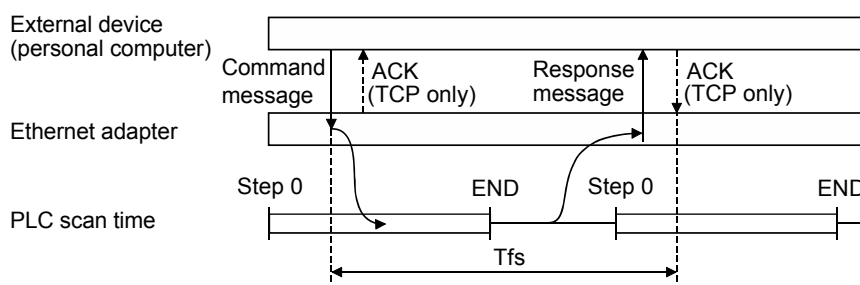 External device
(personal computer)
Command
message
ACK
(TCP only)
Response
message
ACK
(TCP only)
Ethernet adapter
Step 0
END
Step 0
END
PLC scan time
Tfs